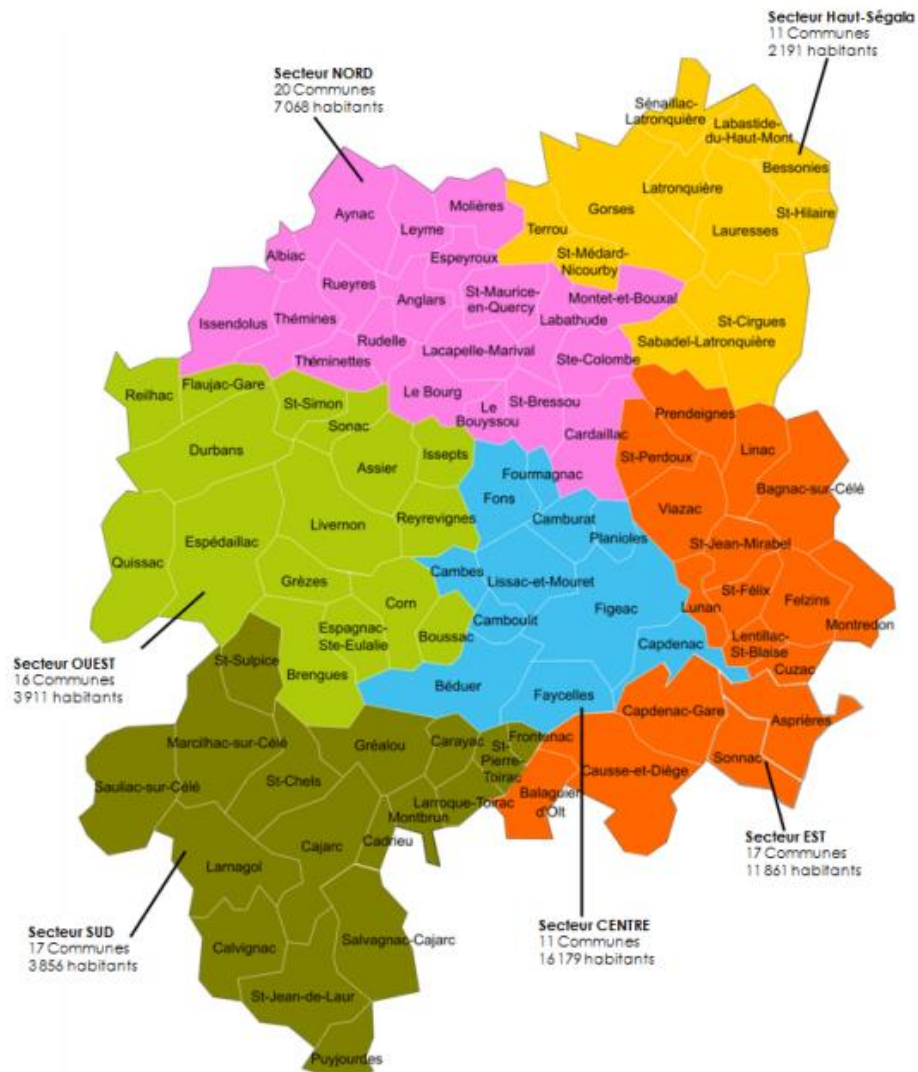 Secteur Haut-Ségala
11 Communes
2 191 habitants
Secteur NORD
20 Communes
7 068 habitants
Sénaillac-
Latronquière
Labastide-
du-Haut-Mont
Bessonies
Latronquière
St-Hilaire
Gorses
Lauresses
Terrou
St-Médard-
Nicourby
St-Cirgues
Sabadel-Latronquière
Molières
Aynac
Leyme
Albiac
Espeyroux
Rueyres
Anglars
St-Maurice-
en-Quercy
Montet-et-Bouxal
Labathude
Issendolus
Thémines
Rudelle
Lacapelle-Marival
Ste-Colombe
Théminettes
Le Bourg
Le
Bouyssou
St-Bressou
Cardaillac
Reilhac
Flaujac-Gare
St-Simon
Sonac
Durbans
Assier
Issepts
Livernon
Reyrevignes
Quissac
Espédaillac
Grèzes
Corn
Espagnac-
Ste-Eulalie
Boussac
Brengues
Secteur OUEST
16 Communes
3 911 habitants
Fourmagnac
Fons
Camburat
Planioles
Cambes
Lissac-et-Mouret
Figeac
Camboulit
Capdenac
Béduer
Faycelles
Prendeignes
St-Perdoux
Linac
Bagnac-sur-Célé
Viazac
St-Jean-Mirabel
St-Félix
Lunan
Felzins
Montredon
Lentillac-
St-Blaise
Cuzac
Capdenac-Gare
Asprières
Sonnac
Frontenac
Causse-et-Diège
Balaguier
d'Olt
Secteur EST
17 Communes
11 861 habitants
St-Sulpice
Marcilhac-sur-Célé
Gréalou
Carayac
St-
Pierre-
Toirac
St-Chels
Sauliac-sur-Célé
Larroque-Toirac
Montbrun
Cajarc
Cadrieu
Larnagol
Calvignac
Salvagnac-Cajarc
St-Jean-de-Laur
Puyjourdes
Secteur SUD
17 Communes
3 856 habitants
Secteur CENTRE
11 Communes
16 179 habitants